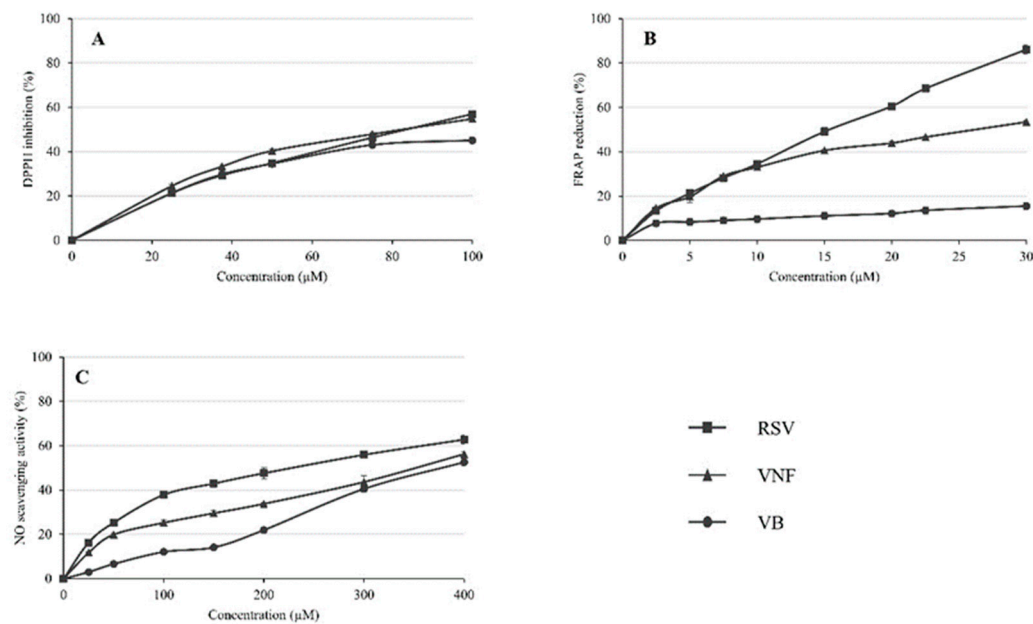 A
DPPH inhibition (%)
100
80
60
40
20
0
0 20 40 60 80 100
Concentration (µM)
B
FRAP reduction (%)
100
80
60
40
20
0
0 5 10 15 20 25 30
Concentration (µM)
C
NO scavenging activity (%)
100
80
60
40
20
0
0 100 200 300 400
Concentration (µM)
RSV
VNF
VB